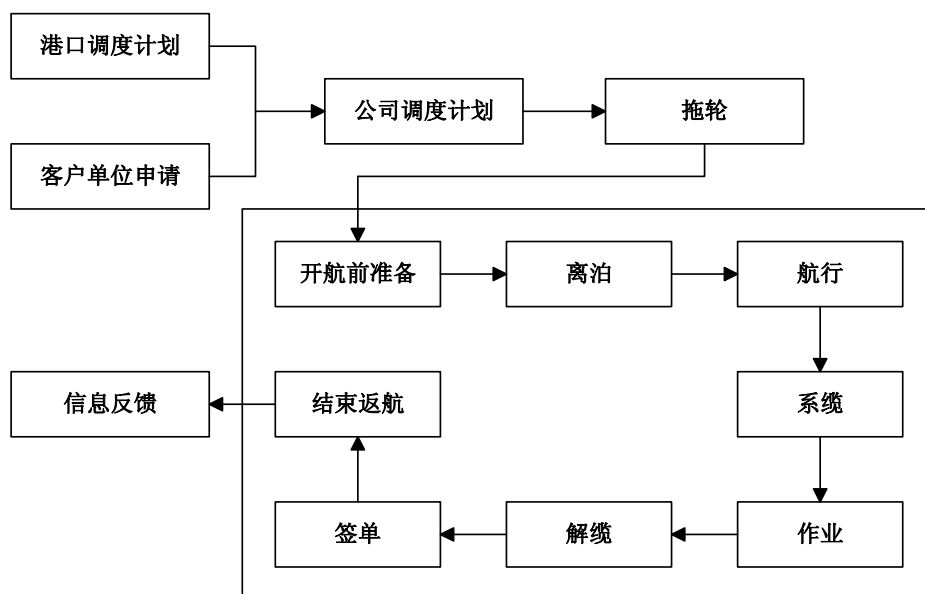 港口调度计划
公司调度计划
拖轮
客户单位申请
开航前准备
离泊
航行
信息反馈
结束返航
系缆
签单
解缆
作业